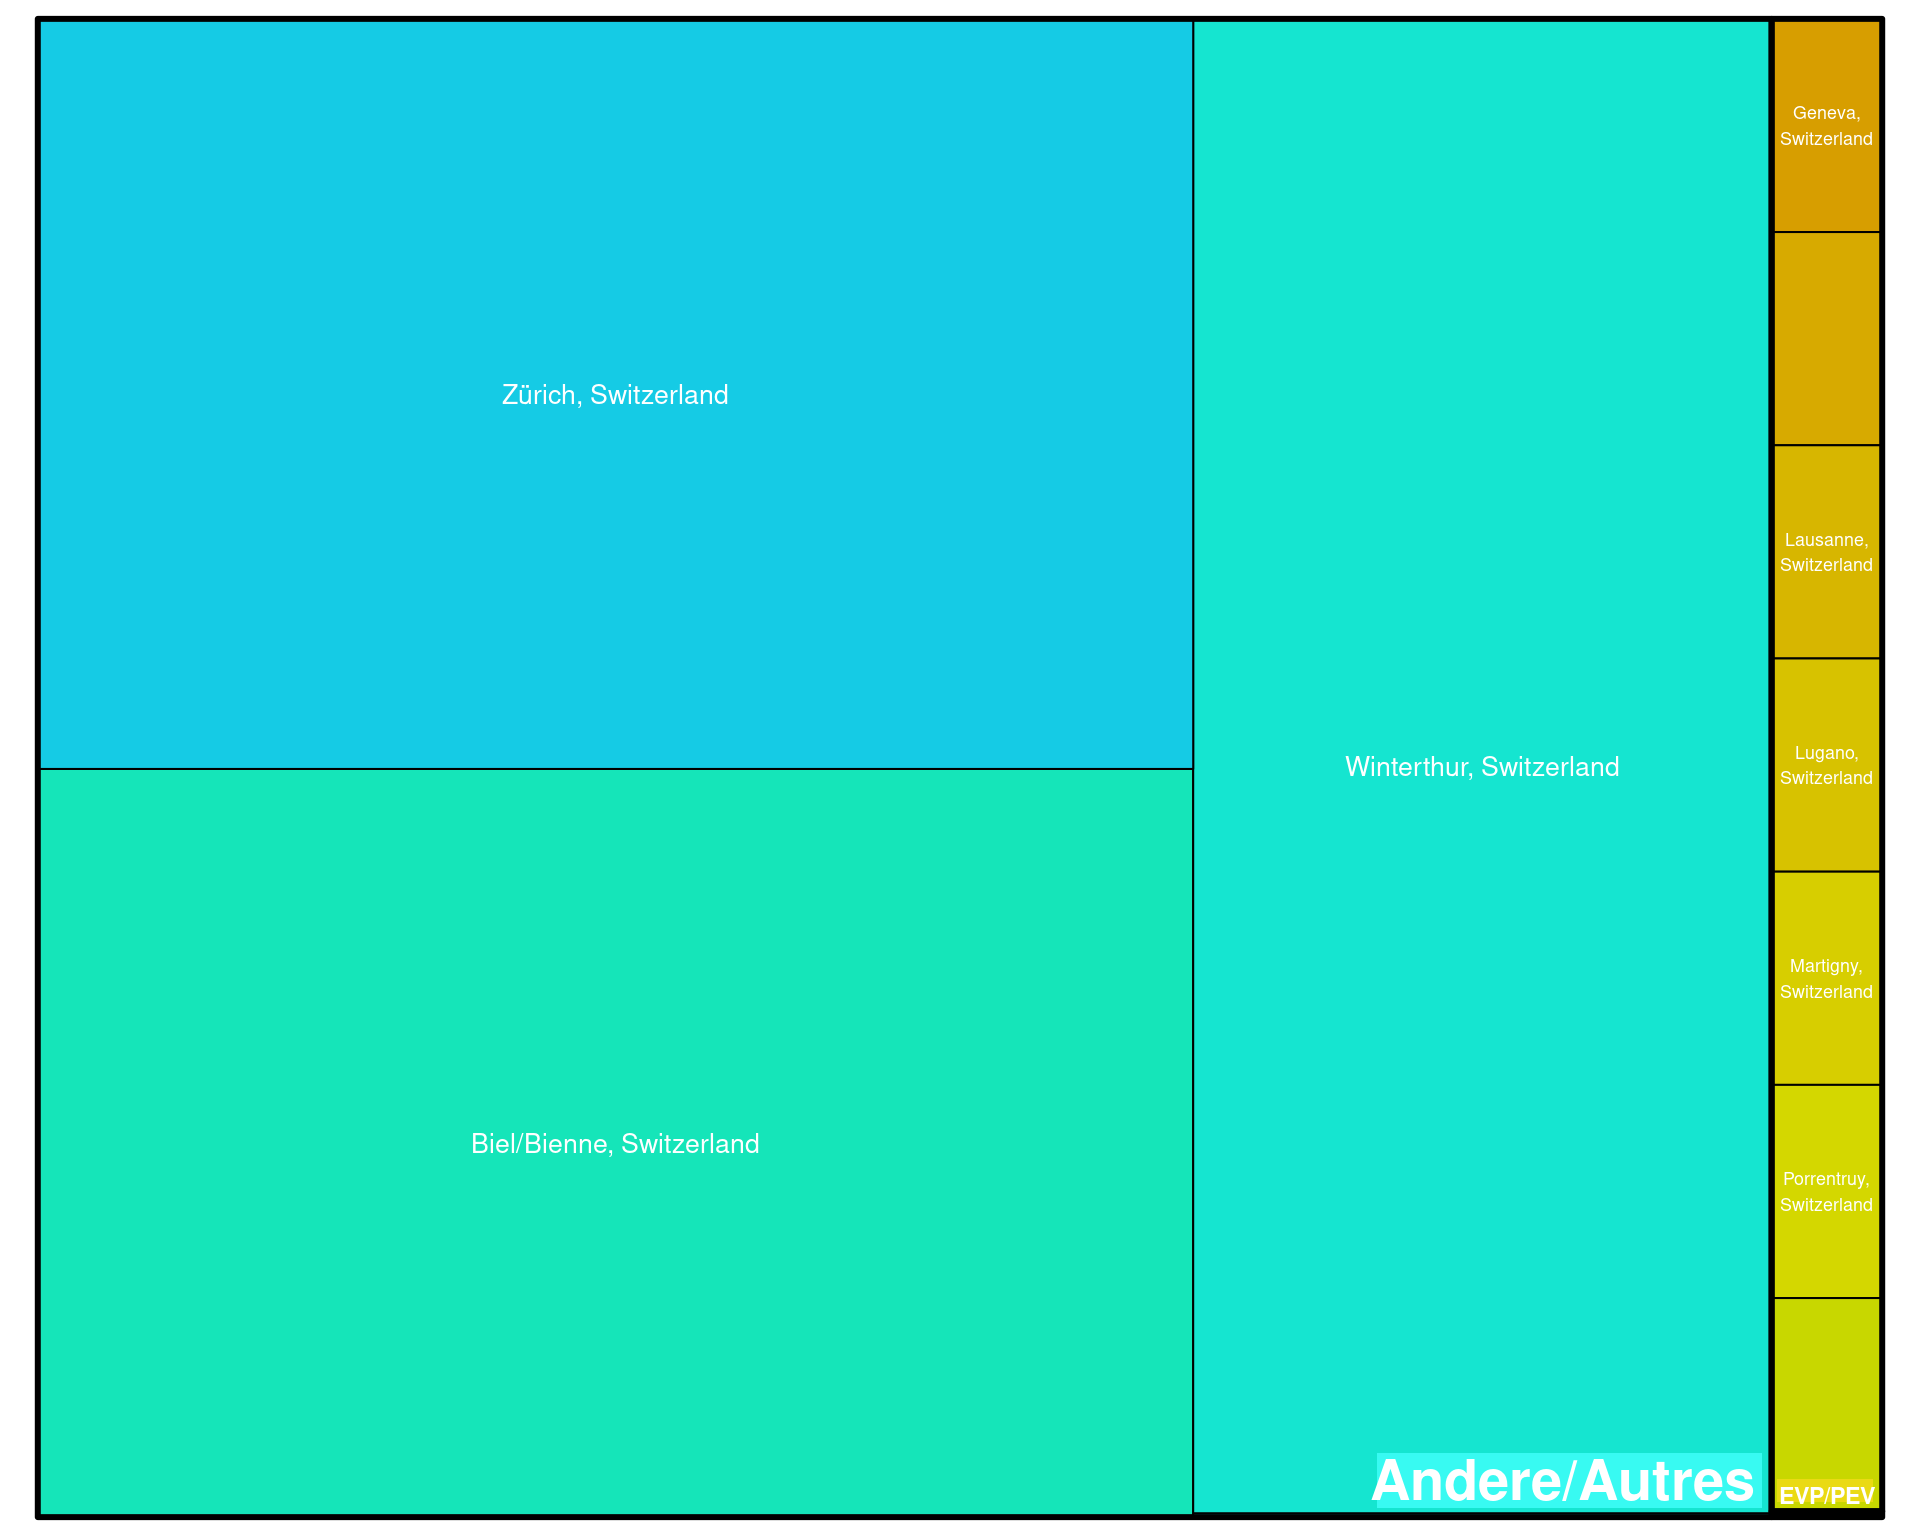 Zürich, Switzerland
Biel/Bienne, Switzerland
Winterthur, Switzerland
Andere/Autres
Geneva,
Switzerland
Lausanne,
Switzerland
Lugano,
Switzerland
Martigny,
Switzerland
Porrentruy,
Switzerland
EVP/PEV